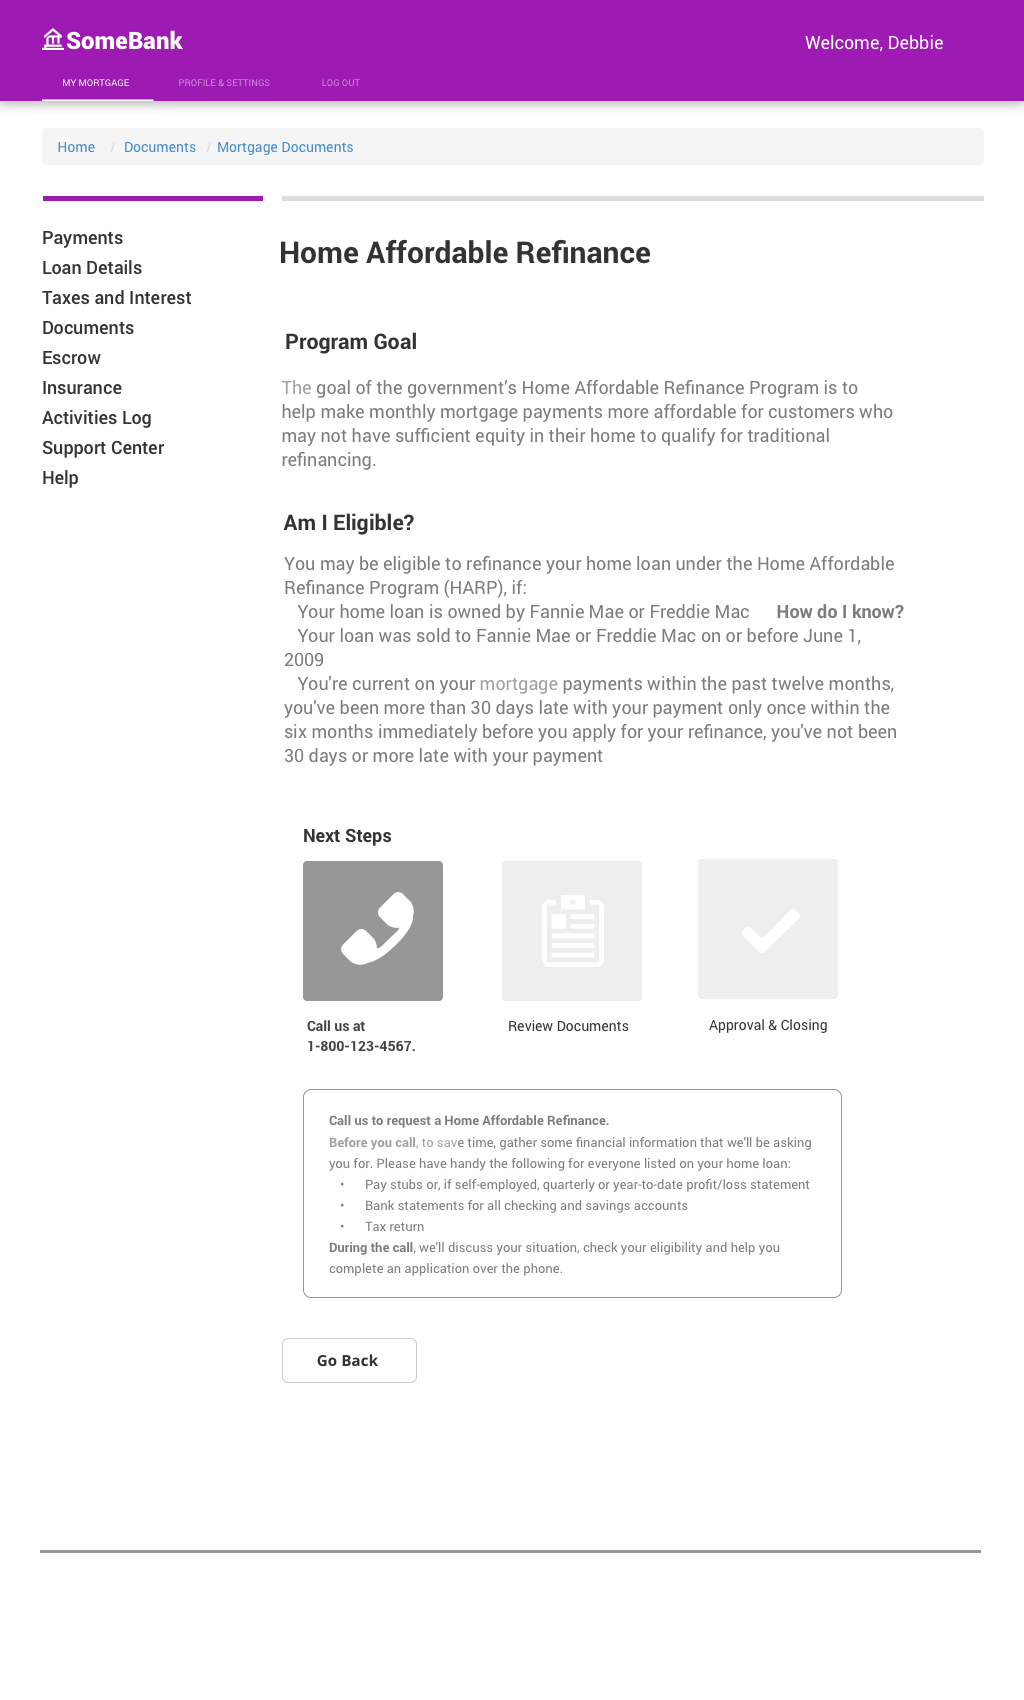 SomeBank
Welcome, Debbie
MY MORTGAGE
PROFILE & SETTINGS
LOG OUT
Home / Documents / Mortgage Documents
Payments
Loan Details
Taxes and Interest
Documents
Escrow
Insurance
Activities Log
Support Center
Help
Home Affordable Refinance
Program Goal
The goal of the government's Home Affordable Refinance Program is to
help make monthly mortgage payments more affordable for customers who
may not have sufficient equity in their home to qualify for traditional
refinancing.
Am I Eligible?
You may be eligible to refinance your home loan under the Home Affordable
Refinance Program (HARP), if:
Your home loan is owned by Fannie Mae or Freddie Mac How do I know?
Your loan was sold to Fannie Mae or Freddie Mac on or before June 1,
2009
You're current on your mortgage payments within the past twelve months,
you've been more than 30 days late with your payment only once within the
six months immediately before you apply for your refinance, you've not been
30 days or more late with your payment
Next Steps
Call us at
1-800-123-4567.
Review Documents
Approval & Closing
Call us to request a Home Affordable Refinance.
Before you call, to save time, gather some financial information that we'll be asking
you for. Please have handy the following for everyone listed on your home loan:
• Pay stubs or, if self-employed, quarterly or year-to-date profit/loss statement
• Bank statements for all checking and savings accounts
• Tax return
During the call, we'll discuss your situation, check your eligibility and help you
complete an application over the phone.
Go Back